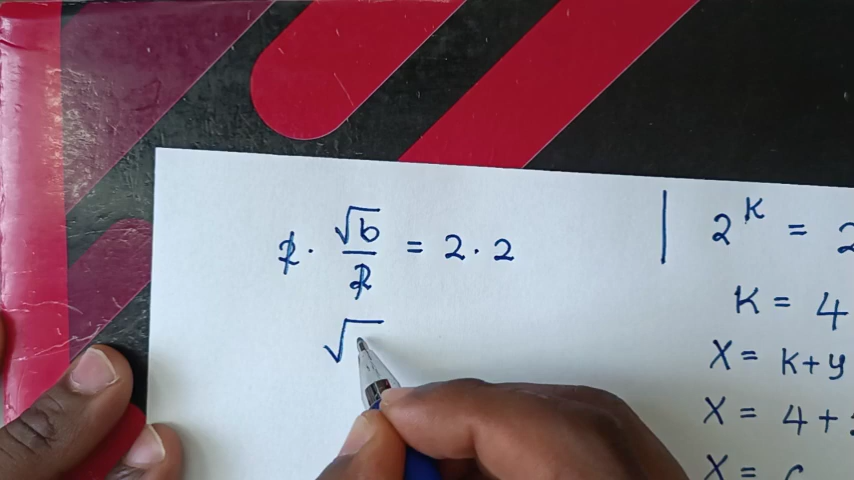 2 · √b/2 = 2 · 2
√
2^K = 2
K = 4
X = K+y
X = 4 +
X =